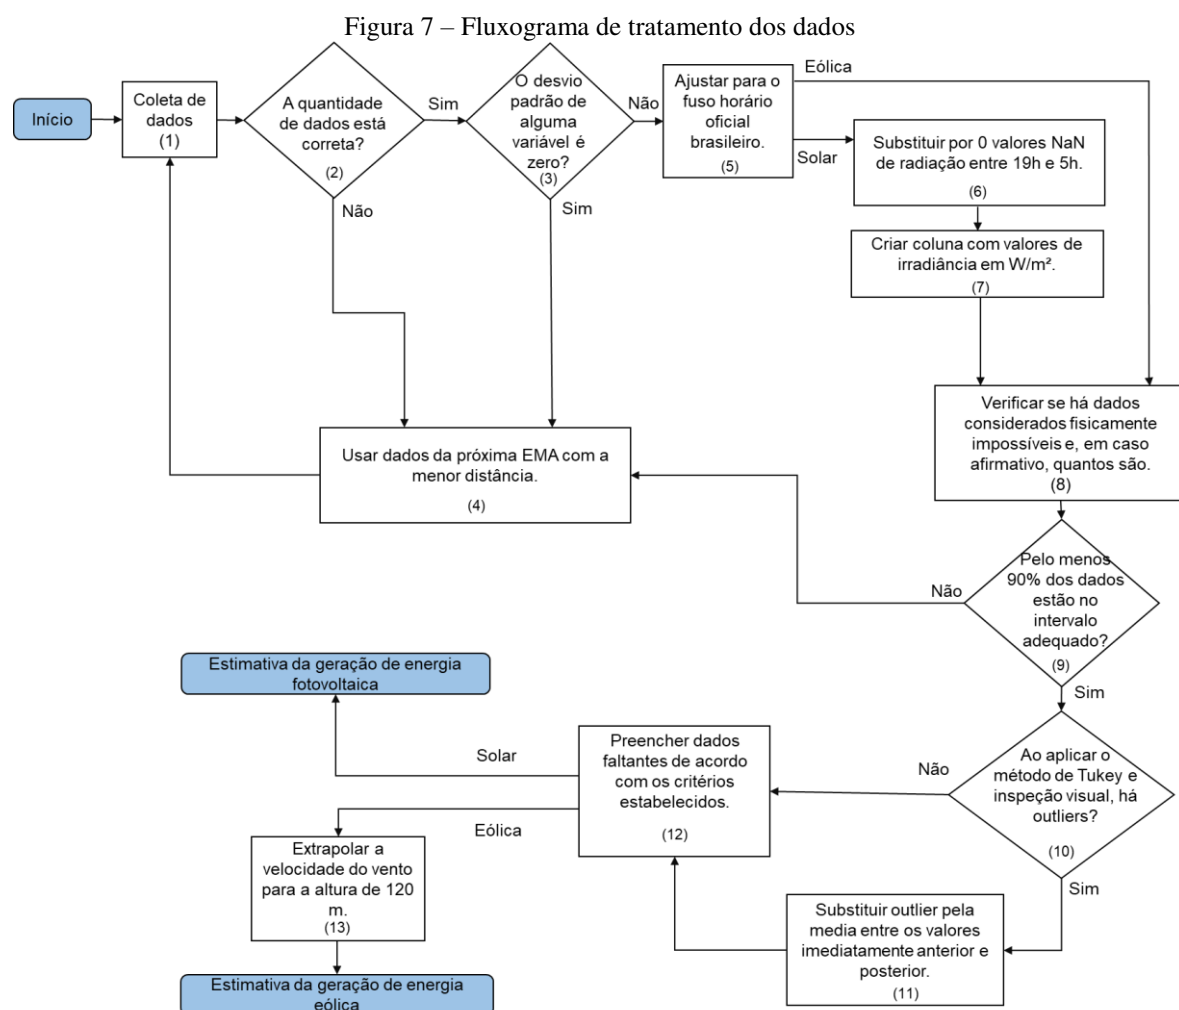 Figura 7 – Fluxograma de tratamento dos dados
Início
Coleta de
dados
(1)
A quantidade
de dados está
correta?
(2)
Sim
Não
O desvio
padrão de
alguma
variável é
zero?
(3)
Não
Sim
Ajustar para o
fuso horário
oficial
brasileiro.
(5)
Eólica
Solar
Substituir por 0 valores NaN
de radiação entre 19h e 5h.
(6)
Criar coluna com valores de
irradiância em W/m².
(7)
Usar dados da próxima EMA com a
menor distância.
(4)
Verificar se há dados
considerados fisicamente
impossíveis e, em caso
afirmativo, quantos são.
(8)
Pelo menos
90% dos dados
estão no
intervalo
adequado?
(9)
Não
Sim
Ao aplicar o
método de Tukey e
inspeção visual, há
outliers?
(10)
Não
Sim
Substituir outlier pela
media entre os valores
imediatamente anterior e
posterior.
(11)
Preencher dados
faltantes de acordo
com os critérios
estabelecidos.
(12)
Solar
Eólica
Estimativa da geração de energia
fotovoltaica
Extrapolar a
velocidade do vento
para a altura de 120
m.
(13)
Estimativa da geração de energia
eólica